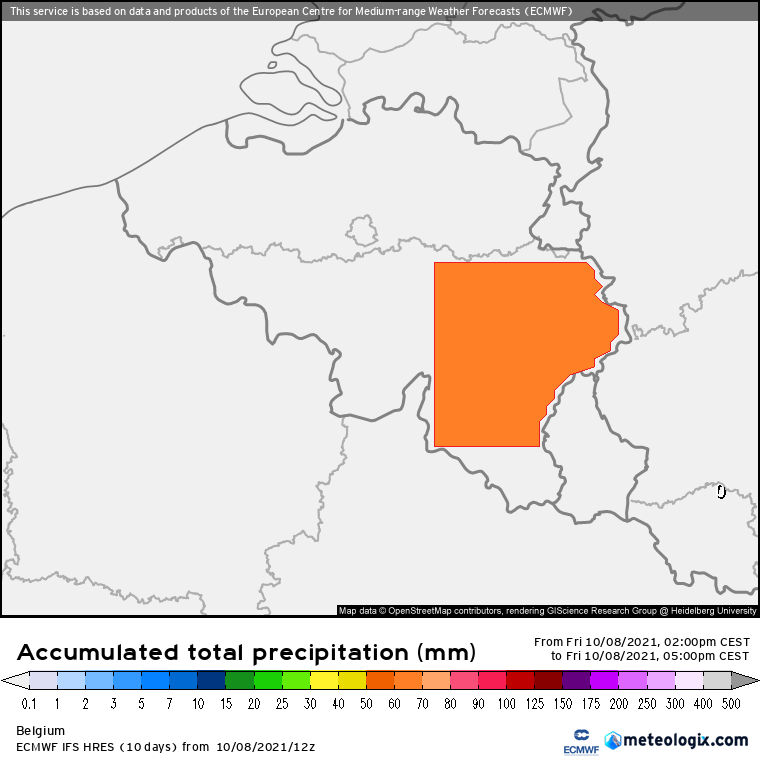 This service is based on data and products of the European Centre for Medium-range Weather Forecasts (ECMWF)
Map data © OpenStreetMap contributors, rendering GIScience Research Group @ Heidelberg University
Accumulated total precipitation (mm)
From Fri 10/08/2021, 02:00pm CEST
to Fri 10/08/2021, 05:00pm CEST
0.1 1 2 3 5 7 10 15 20 25 30 40 50 60 70 80 90 100 125 150 175 200 250 300 400 500
Belgium
ECMWF IFS HRES (10 days) from 10/08/2021/12z
ECMWF
meteologix.com
0